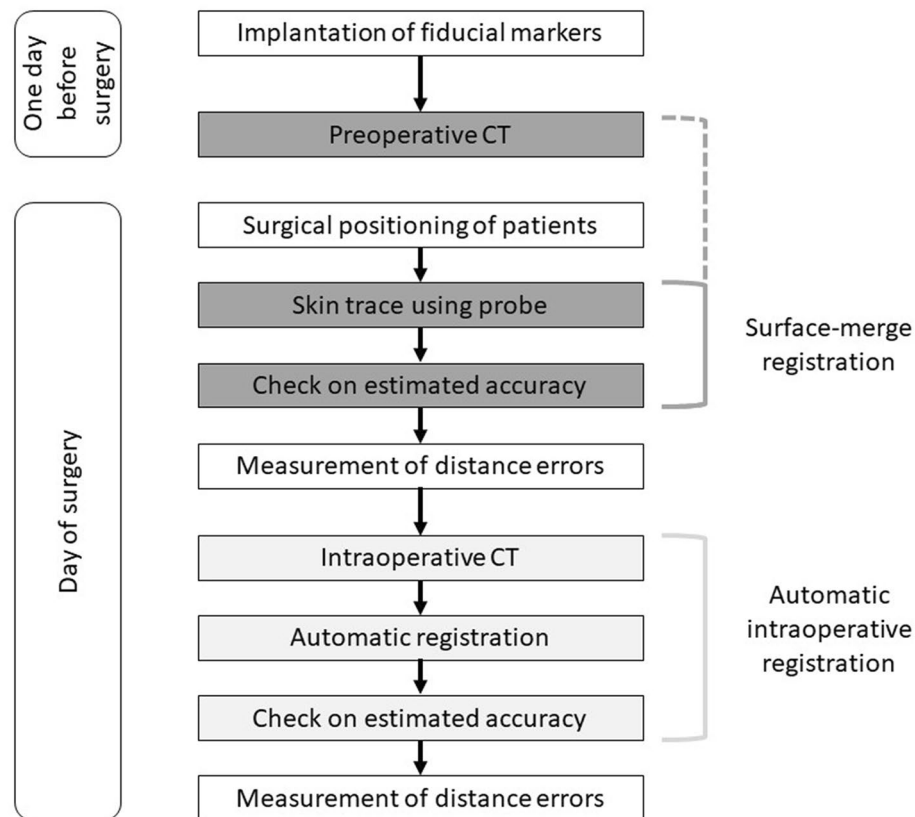 One day
before
surgery
Implantation of fiducial markers
Preoperative CT
Day of surgery
Surgical positioning of patients
Skin trace using probe
Check on estimated accuracy
Surface-merge
registration
Measurement of distance errors
Intraoperative CT
Automatic registration
Check on estimated accuracy
Automatic
intraoperative
registration
Measurement of distance errors